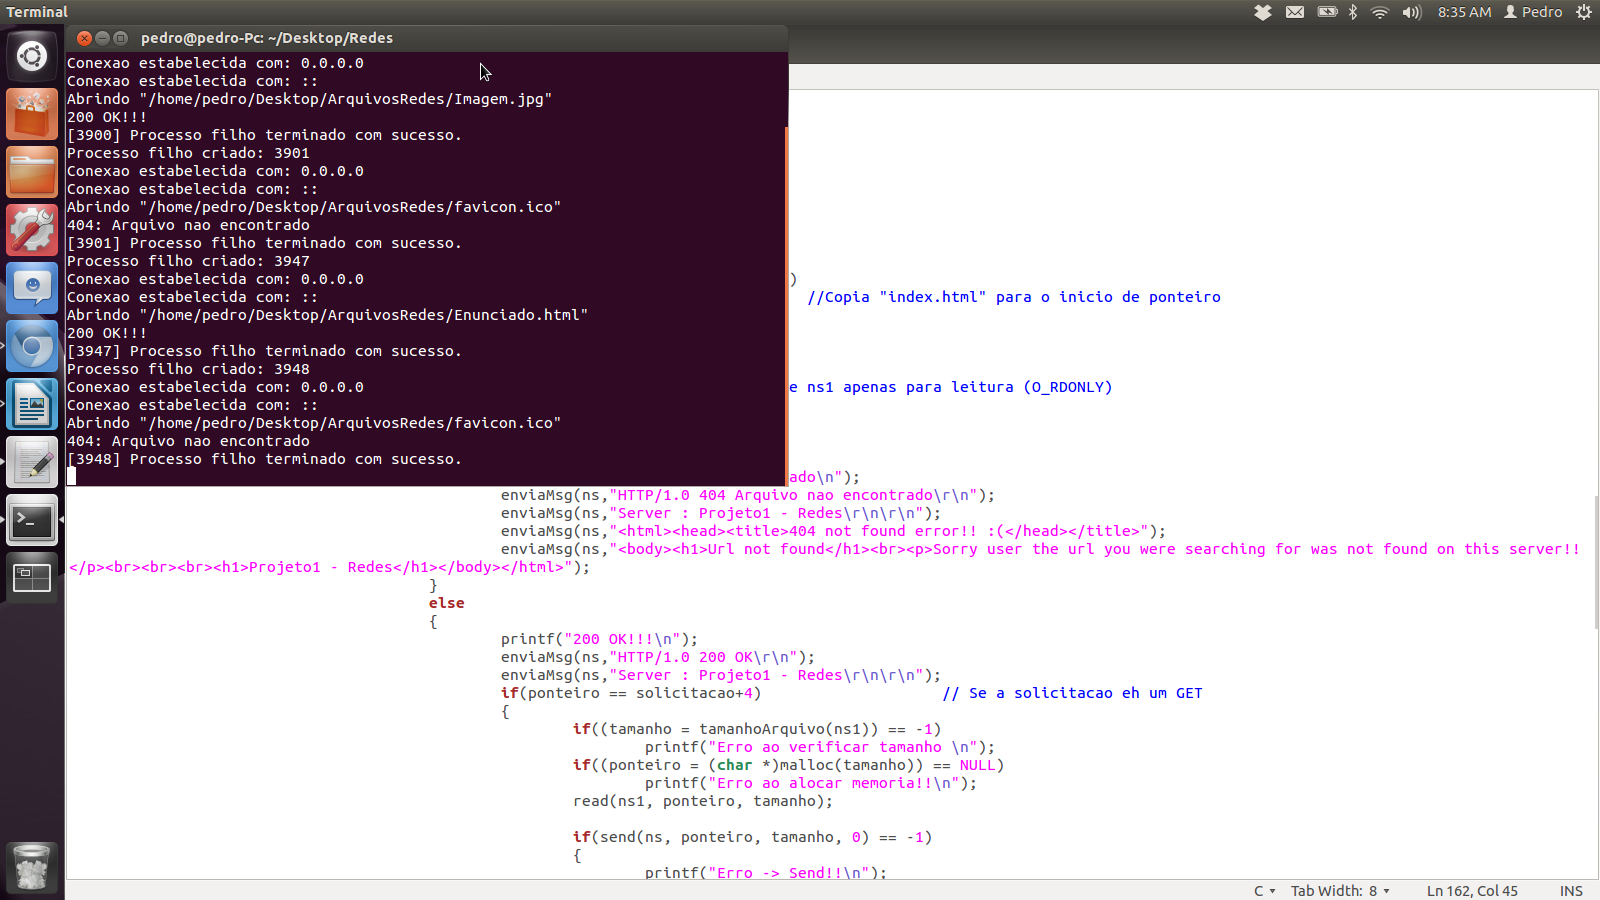 Terminal
8:35 AM
Pedro
pedro@pedro-Pc: ~/Desktop/Redes
Conexao estabelecida com: 0.0.0.0
Conexao estabelecida com: ::
Abrindo "/home/pedro/Desktop/ArquivosRedes/Imagem.jpg"
200 OK!!!
[3900] Processo filho terminado com sucesso.
Processo filho criado: 3901
Conexao estabelecida com: 0.0.0.0
Conexao estabelecida com: ::
Abrindo "/home/pedro/Desktop/ArquivosRedes/favicon.ico"
404: Arquivo nao encontrado
[3901] Processo filho terminado com sucesso.
Processo filho criado: 3947
Conexao estabelecida com: 0.0.0.0
Conexao estabelecida com: ::
Abrindo "/home/pedro/Desktop/ArquivosRedes/Enunciado.html"
200 OK!!!
[3947] Processo filho terminado com sucesso.
Processo filho criado: 3948
Conexao estabelecida com: 0.0.0.0
Conexao estabelecida com: ::
Abrindo "/home/pedro/Desktop/ArquivosRedes/favicon.ico"
404: Arquivo nao encontrado
[3948] Processo filho terminado com sucesso.
)
//Copia "index.html" para o inicio de ponteiro
e ns1 apenas para leitura (O_RDONLY)
ado\n");
enviaMsg(ns,"HTTP/1.0 404 Arquivo nao encontrado\r\n");
enviaMsg(ns,"Server : Projeto1 - Redes\r\n\r\n");
enviaMsg(ns,"<html><head><title>404 not found error!! :(</head></title>");
enviaMsg(ns,"<body><h1>Url not found</h1><br><p>Sorry user the url you were searching for was not found on this server!!
</p><br><br><br><h1>Projeto1 - Redes</h1></body></html>");
}
else
{
printf("200 OK!!!\n");
enviaMsg(ns,"HTTP/1.0 200 OK\r\n");
enviaMsg(ns,"Server : Projeto1 - Redes\r\n\r\n");
if(ponteiro == solicitacao+4) // Se a solicitacao eh um GET
{
if((tamanho = tamanhoArquivo(ns1)) == -1)
printf("Erro ao verificar tamanho \n");
if((ponteiro = (char *)malloc(tamanho)) == NULL)
printf("Erro ao alocar memoria!!\n");
read(ns1, ponteiro, tamanho);
if(send(ns, ponteiro, tamanho, 0) == -1)
{
printf("Erro -> Send!!\n");
C Tab Width: 8 Ln 162, Col 45 INS